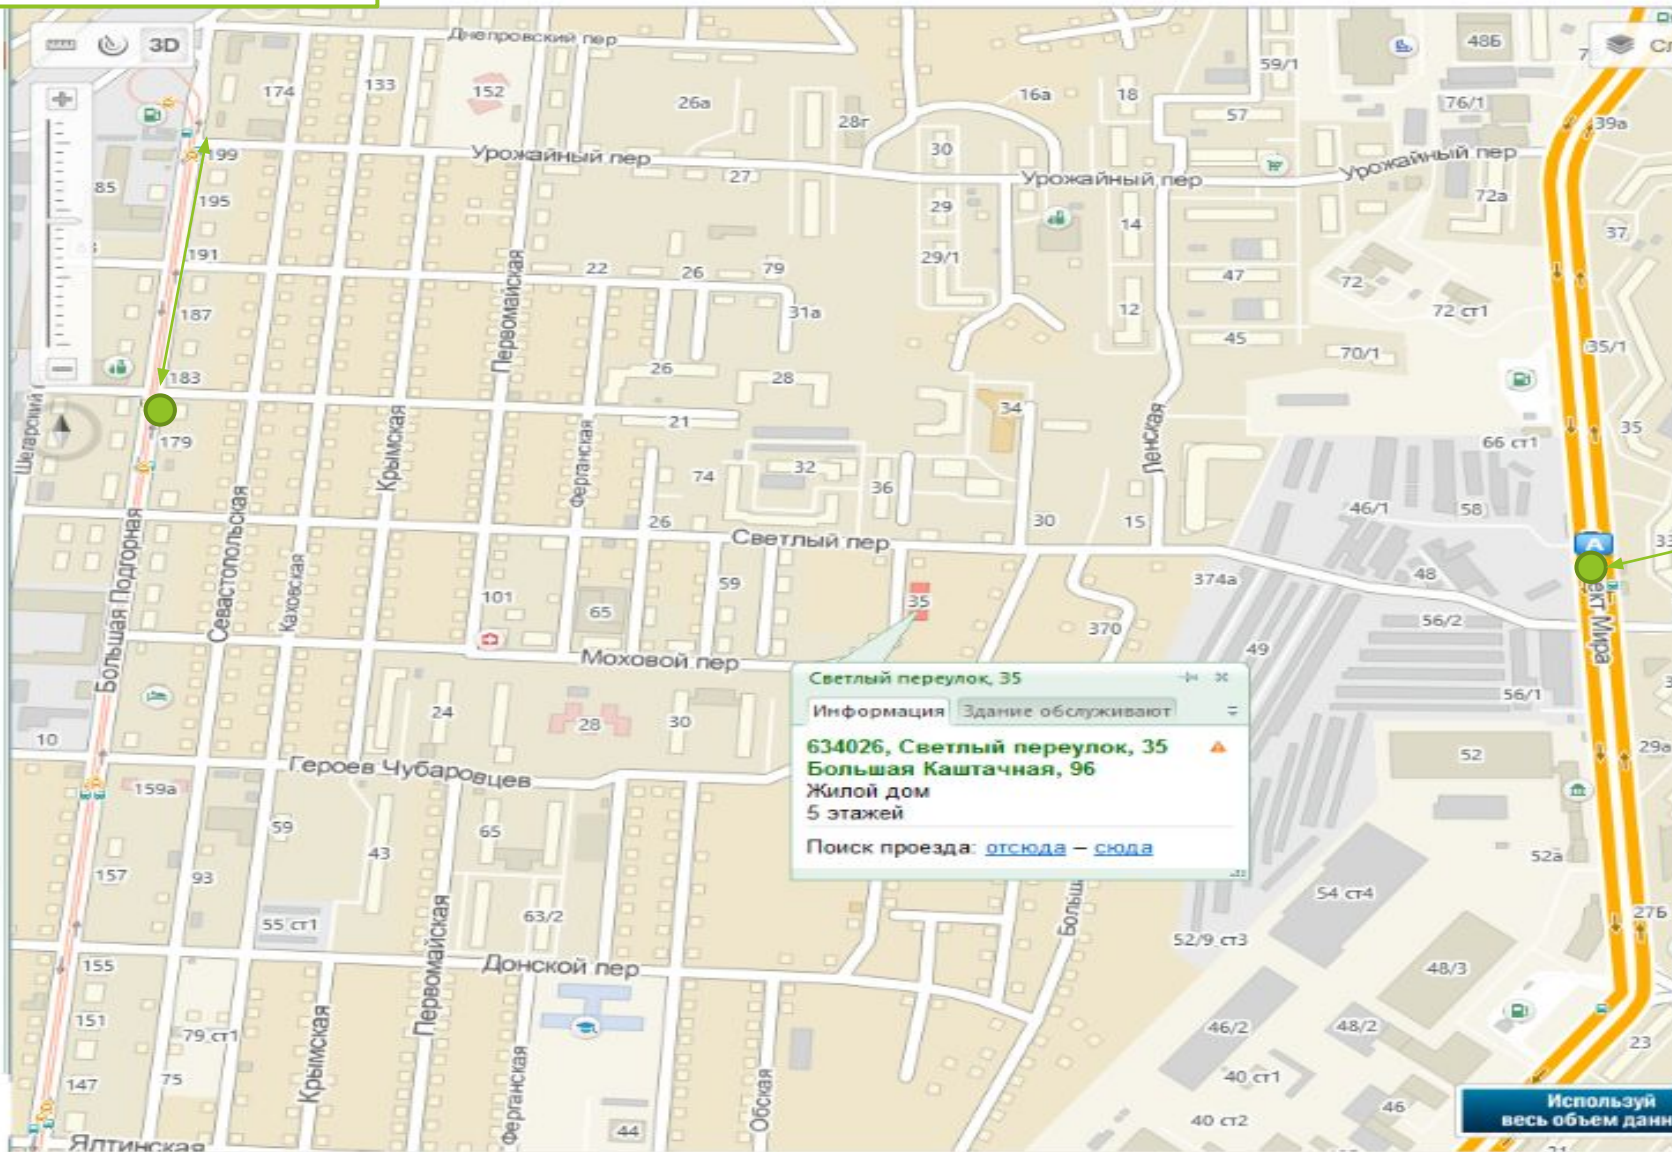 Днепровский пер
3D
48Б
Сл
174
133
152
26а
59/1
16а
18
28г
57
76/1
39а
199
30
Урожайный пер
Урожайный пер
Урожайный пер
27
85
195
29
14
72а
37
191
29/1
22
26
79
47
72
Первомайская
187
31а
12
72 ст1
45
70/1
35/1
183
26
28
Шегарский
179
Крымская
Ферганская
21
34
Ленская
66 ст1
35
74
32
36
26
Светлый пер
30
15
46/1
58
Большая Подгорная
Севастопольская
Каховская
А
33
101
65
59
35
374а
48
ект Мира
370
56/2
Моховой пер
49
56/1
Светлый переулок, 35
Информация
Здание обслуживают
634026, Светлый переулок, 35
Большая Каштачная, 96
Жилой дом
5 этажей
Поиск проезда: отсюда – сюда
24
28
30
10
52
29а
Героев Чубаровцев
159а
59
65
43
52а
157
93
54 ст4
55 ст1
63/2
Больш
27Б
52/9 ст3
Первомайская
155
Донской пер
48/3
151
79 ст1
Крымская
46/2
48/2
23
147
75
Ферганская
Обская
40 ст1
46
Используй
весь объем данн
44
40 ст2
21
Ялтинская